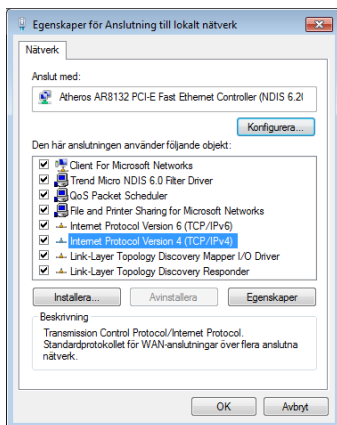 Egenskaper för Anslutning till lokalt nätverk
Nätverk
Anslut med:
Atheros AR8132 PCI-E Fast Ethernet Controller (NDIS 6.20
Konfigurera...
Den här anslutningen använder följande objekt:
Client For Microsoft Networks
Trend Micro NDIS 6.0 Filter Driver
QoS Packet Scheduler
File and Printer Sharing for Microsoft Networks
Internet Protocol Version 6 (TCP/IPv6)
Internet Protocol Version 4 (TCP/IPv4)
Link-Layer Topology Discovery Mapper I/O Driver
Link-Layer Topology Discovery Responder
Installera... Avinstallera Egenskaper
Beskrivning
Transmission Control Protocol/Internet Protocol.
Standardprotokollet för WAN-anslutningar över flera anslutna
nätverk.
OK Avbryt